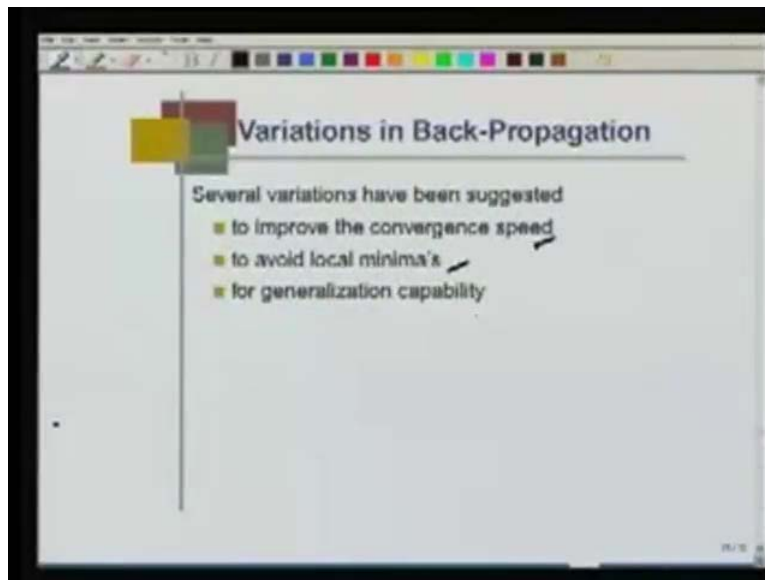 Variations in Back-Propagation
Several variations have been suggested
to improve the convergence speed
to avoid local minima's
for generalization capability